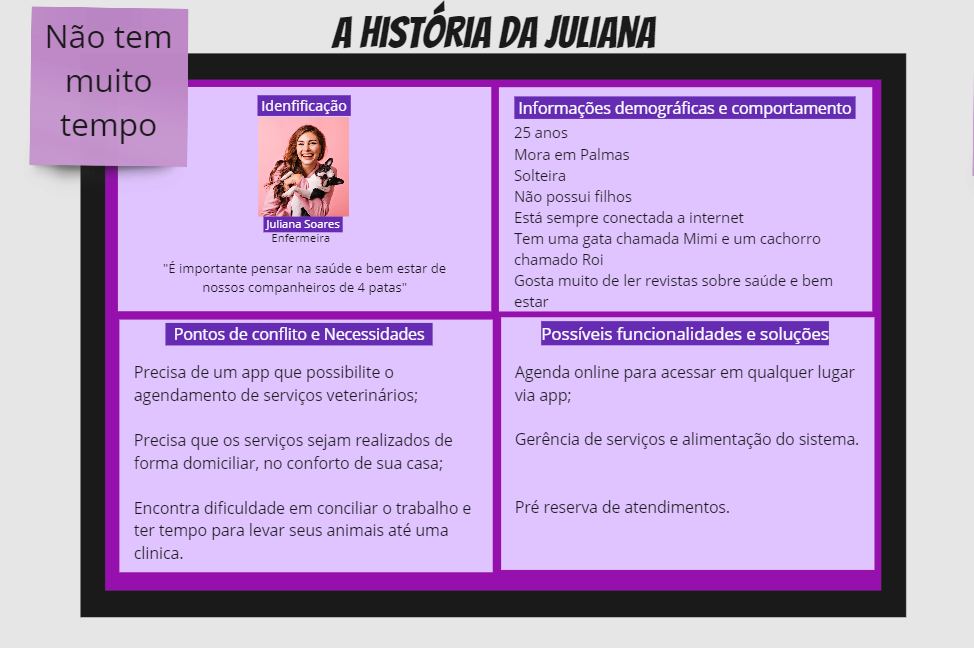 Não tem
muito
tempo
A HISTÓRIA DA JULIANA
Idenfificação
Juliana Soares
Enfermeira
"É importante pensar na saúde e bem estar de
nossos companheiros de 4 patas"
Informações demográficas e comportamento
25 anos
Mora em Palmas
Solteira
Não possui filhos
Está sempre conectada a internet
Tem uma gata chamada Mimi e um cachorro
chamado Roi
Gosta muito de ler revistas sobre saúde e bem
estar
Pontos de conflito e Necessidades
Precisa de um app que possibilite o
agendamento de serviços veterinários;
Precisa que os serviços sejam realizados de
forma domiciliar, no conforto de sua casa;
Encontra dificuldade em conciliar o trabalho e
ter tempo para levar seus animais até uma
clinica.
Possíveis funcionalidades e soluções
Agenda online para acessar em qualquer lugar
via app;
Gerência de serviços e alimentação do sistema.
Pré reserva de atendimentos.